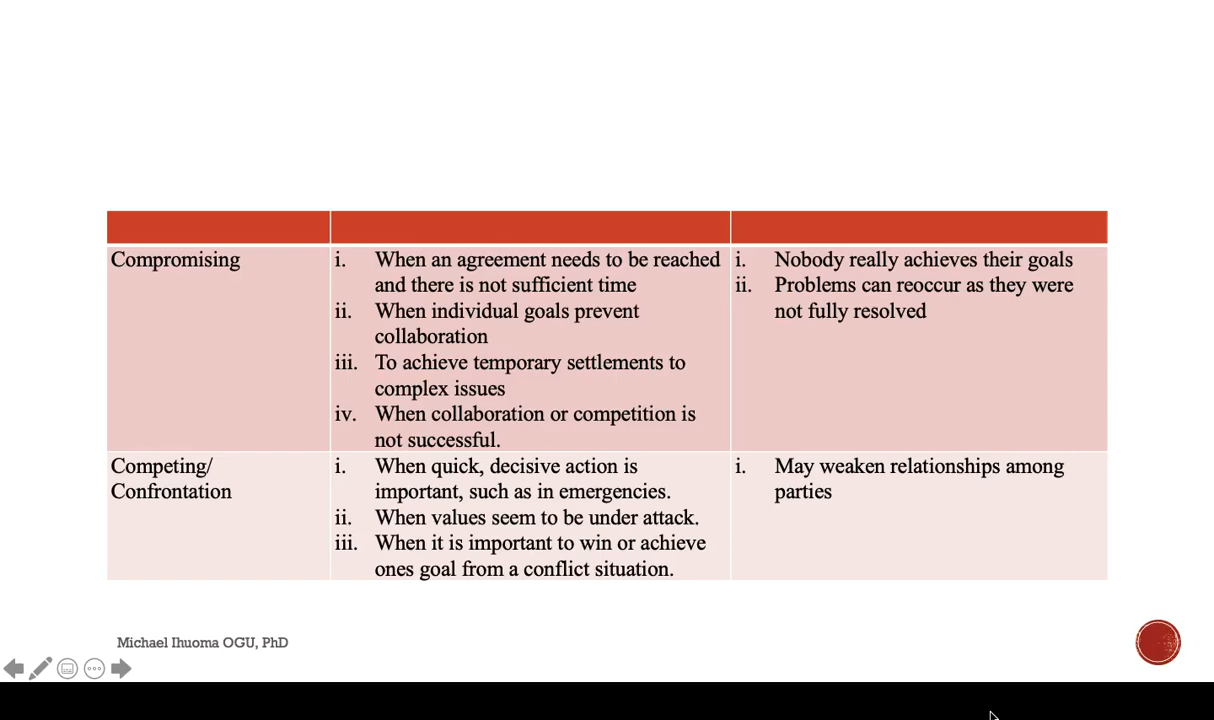 Compromising
i. When an agreement needs to be reached
and there is not sufficient time
ii. When individual goals prevent
collaboration
iii. To achieve temporary settlements to
complex issues
iv. When collaboration or competition is
not successful.
i. Nobody really achieves their goals
ii. Problems can reoccur as they were
not fully resolved
Competing/
Confrontation
i. When quick, decisive action is
important, such as in emergencies.
ii. When values seem to be under attack.
iii. When it is important to win or achieve
ones goal from a conflict situation.
i. May weaken relationships among
parties
Michael Ihuoma OGU, PhD